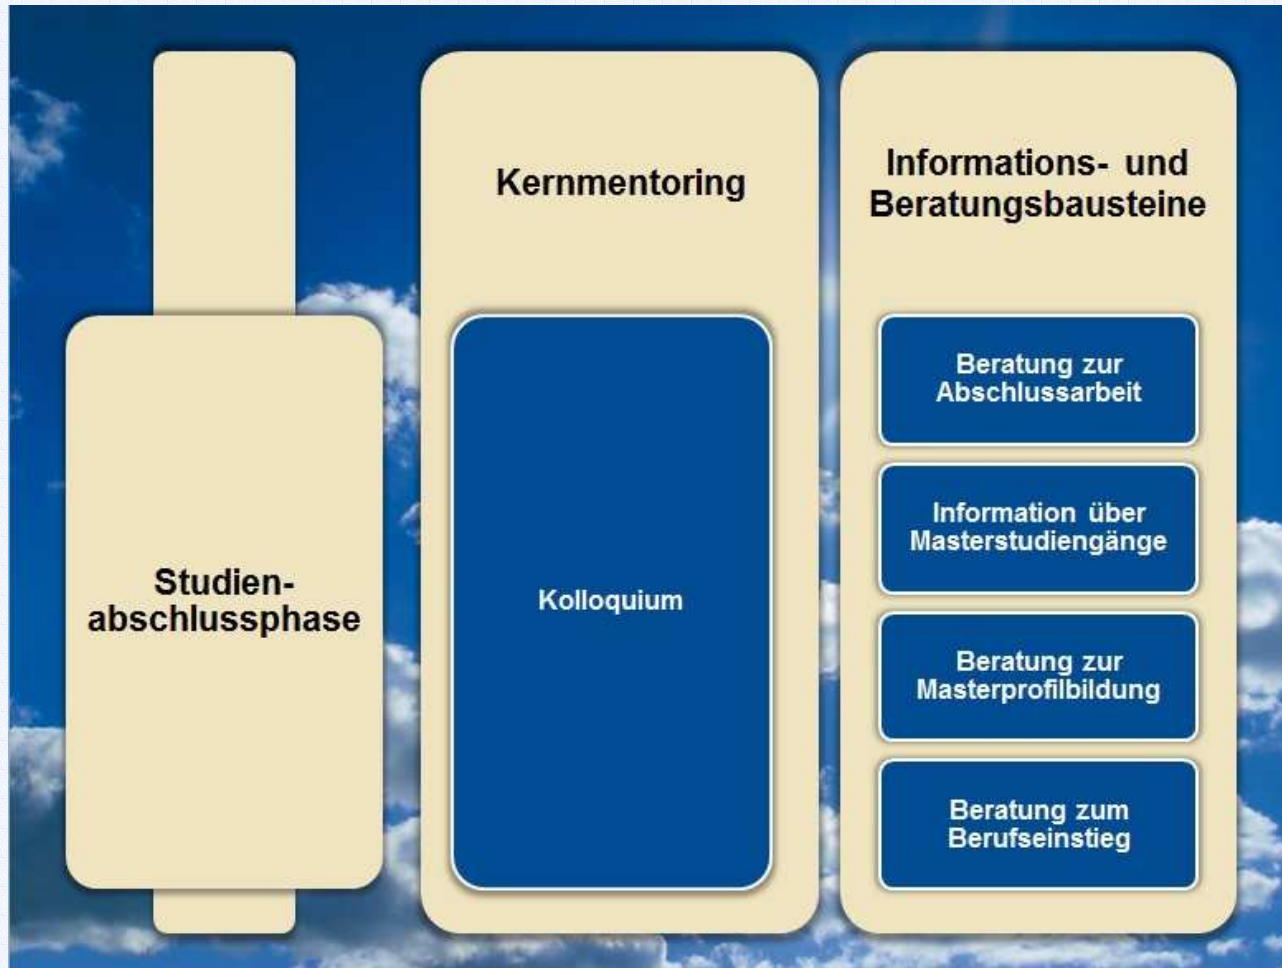 Kernmentoring
Informations- und
Beratungsbausteine
Studien-
abschlussphase
Kolloquium
Beratung zur
Abschlussarbeit
Information über
Masterstudiengänge
Beratung zur
Masterprofilbildung
Beratung zum
Berufseinstieg